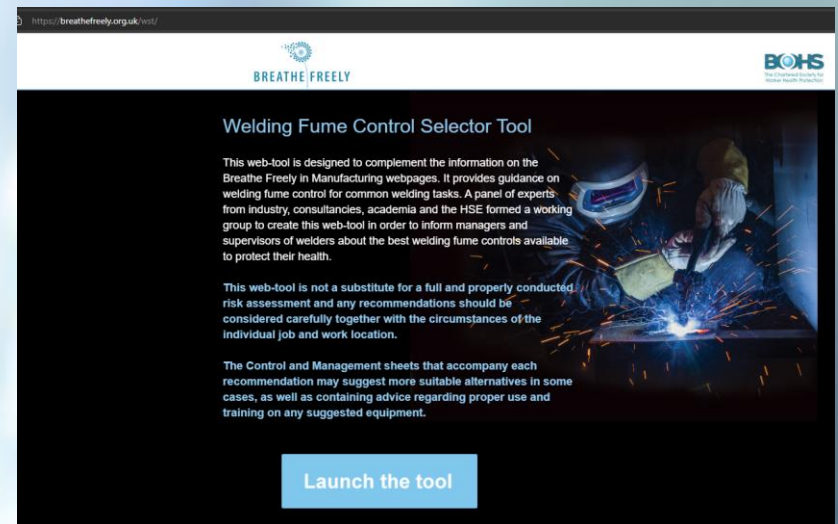 https://breathefreely.org.uk/wst/
BREATHE FREELY
BOHS
The Chartered Society for
Worker Health Protection
Welding Fume Control Selector Tool
This web-tool is designed to complement the information on the
Breathe Freely in Manufacturing webpages. It provides guidance on
welding fume control for common welding tasks. A panel of experts
from industry, consultancies, academia and the HSE formed a working
group to create this web-tool in order to inform managers and
supervisors of welders about the best welding fume controls available
to protect their health.
This web-tool is not a substitute for a full and properly conducted
risk assessment and any recommendations should be
considered carefully together with the circumstances of the
individual job and work location.
The Control and Management sheets that accompany each
recommendation may suggest more suitable alternatives in some
cases, as well as containing advice regarding proper use and
training on any suggested equipment.
Launch the tool